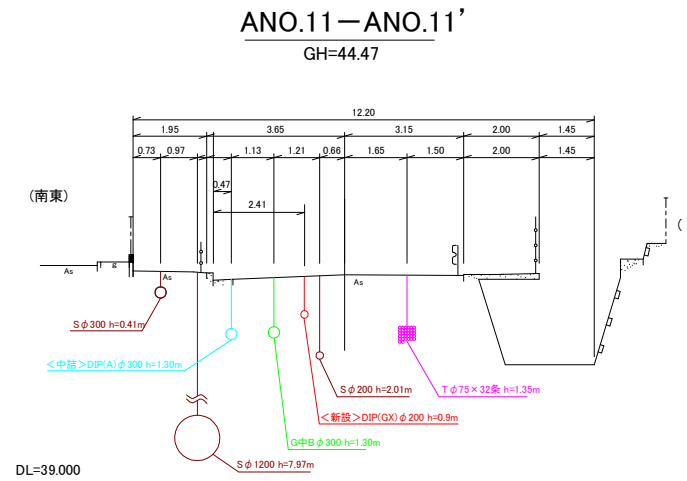 ANO.11－ANO.11’
GH=44.47
12.20
1.95 3.65 3.15 2.00 1.45
0.73 0.97 1.13 1.21 0.66 1.65 1.50 2.00 1.45
0.47
2.41
(南東)
(
As g As As
Sφ300 h=0.41m
<中詰>DIP(A)φ300 h=1.30m
Sφ200 h=2.01m
Tφ75×32条 h=1.35m
<新設>DIP(GX)φ200 h=0.9m
G中Bφ300 h=1.30m
Sφ1200 h=7.97m
DL=39.000